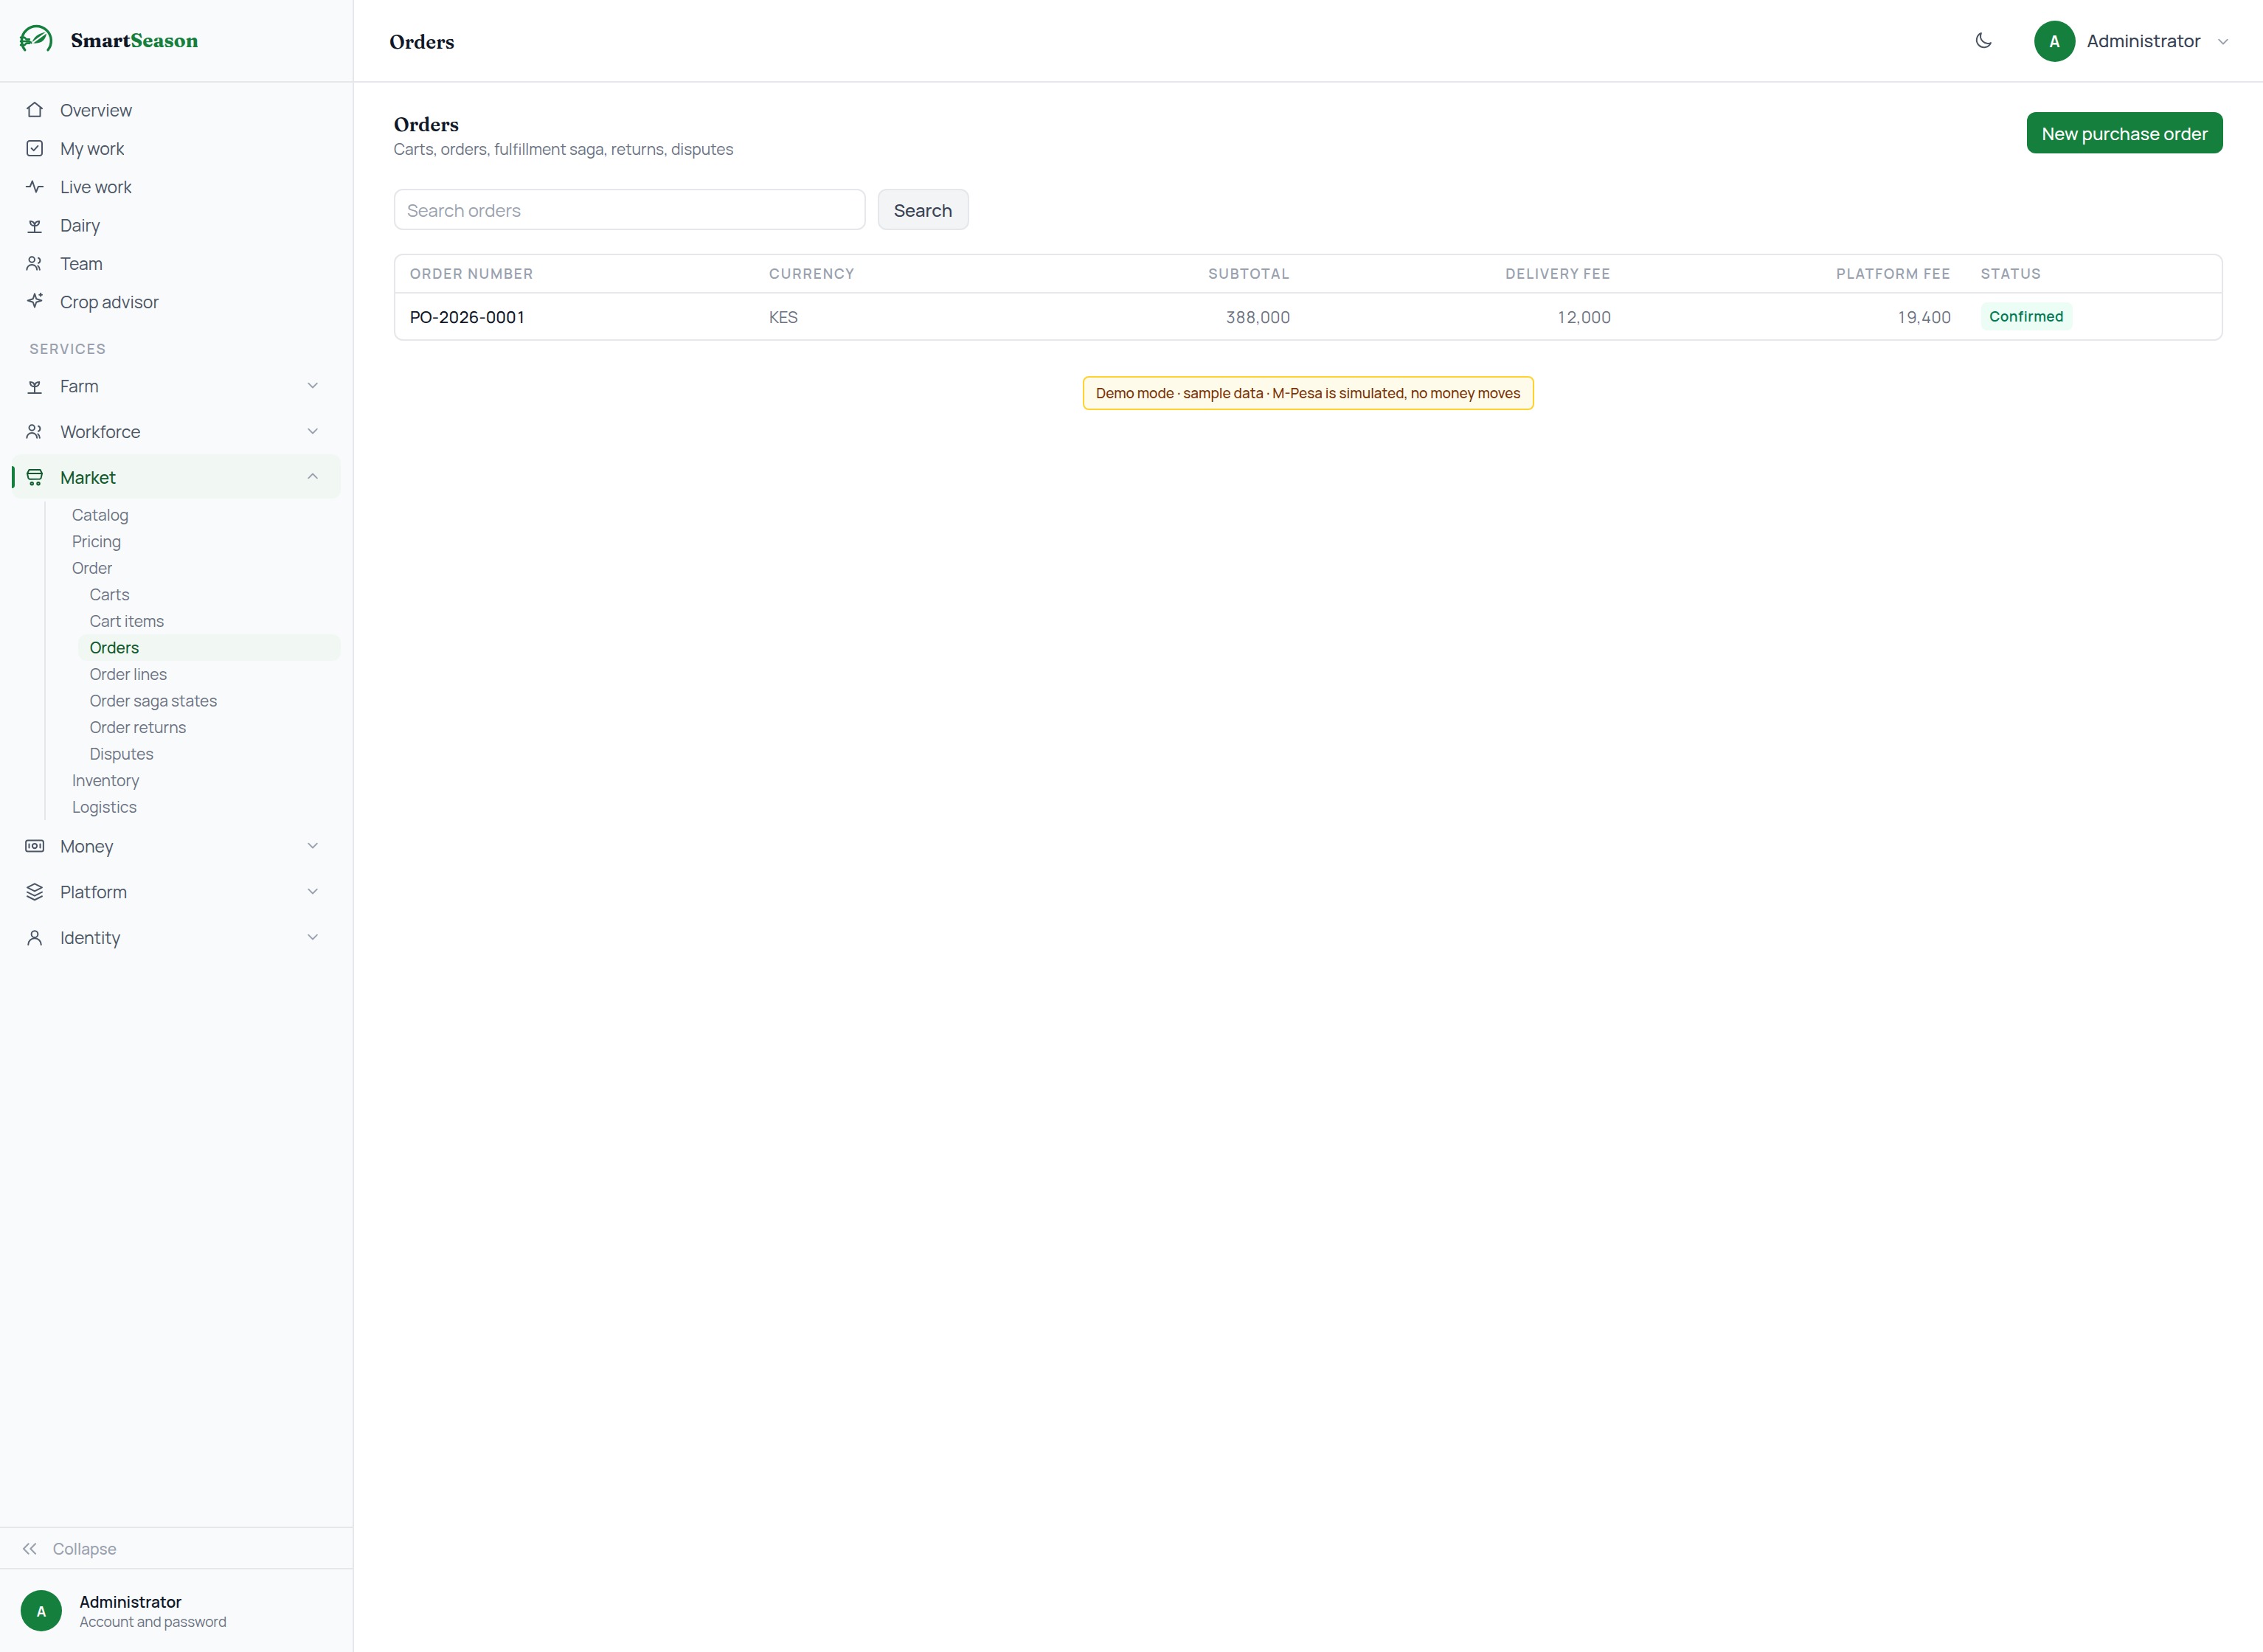 SmartSeason
Orders
A
Administrator
Overview
My work
Live work
Dairy
Team
Crop advisor
SERVICES
Farm
Workforce
Market
Catalog
Pricing
Order
Carts
Cart items
Orders
Order lines
Order saga states
Order returns
Disputes
Inventory
Logistics
Money
Platform
Identity
Collapse
A
Administrator
Account and password
Orders
Carts, orders, fulfillment saga, returns, disputes
New purchase order
Search orders
Search
ORDER NUMBER CURRENCY SUBTOTAL DELIVERY FEE PLATFORM FEE STATUS
PO-2026-0001 KES 388,000 12,000 19,400 Confirmed
Demo mode · sample data · M-Pesa is simulated, no money moves